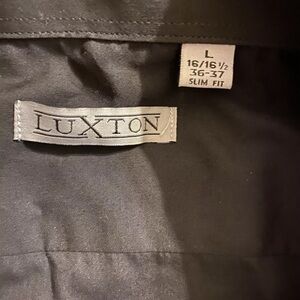 L
16/16 ½
36-37
SLIM FIT
LUXTON